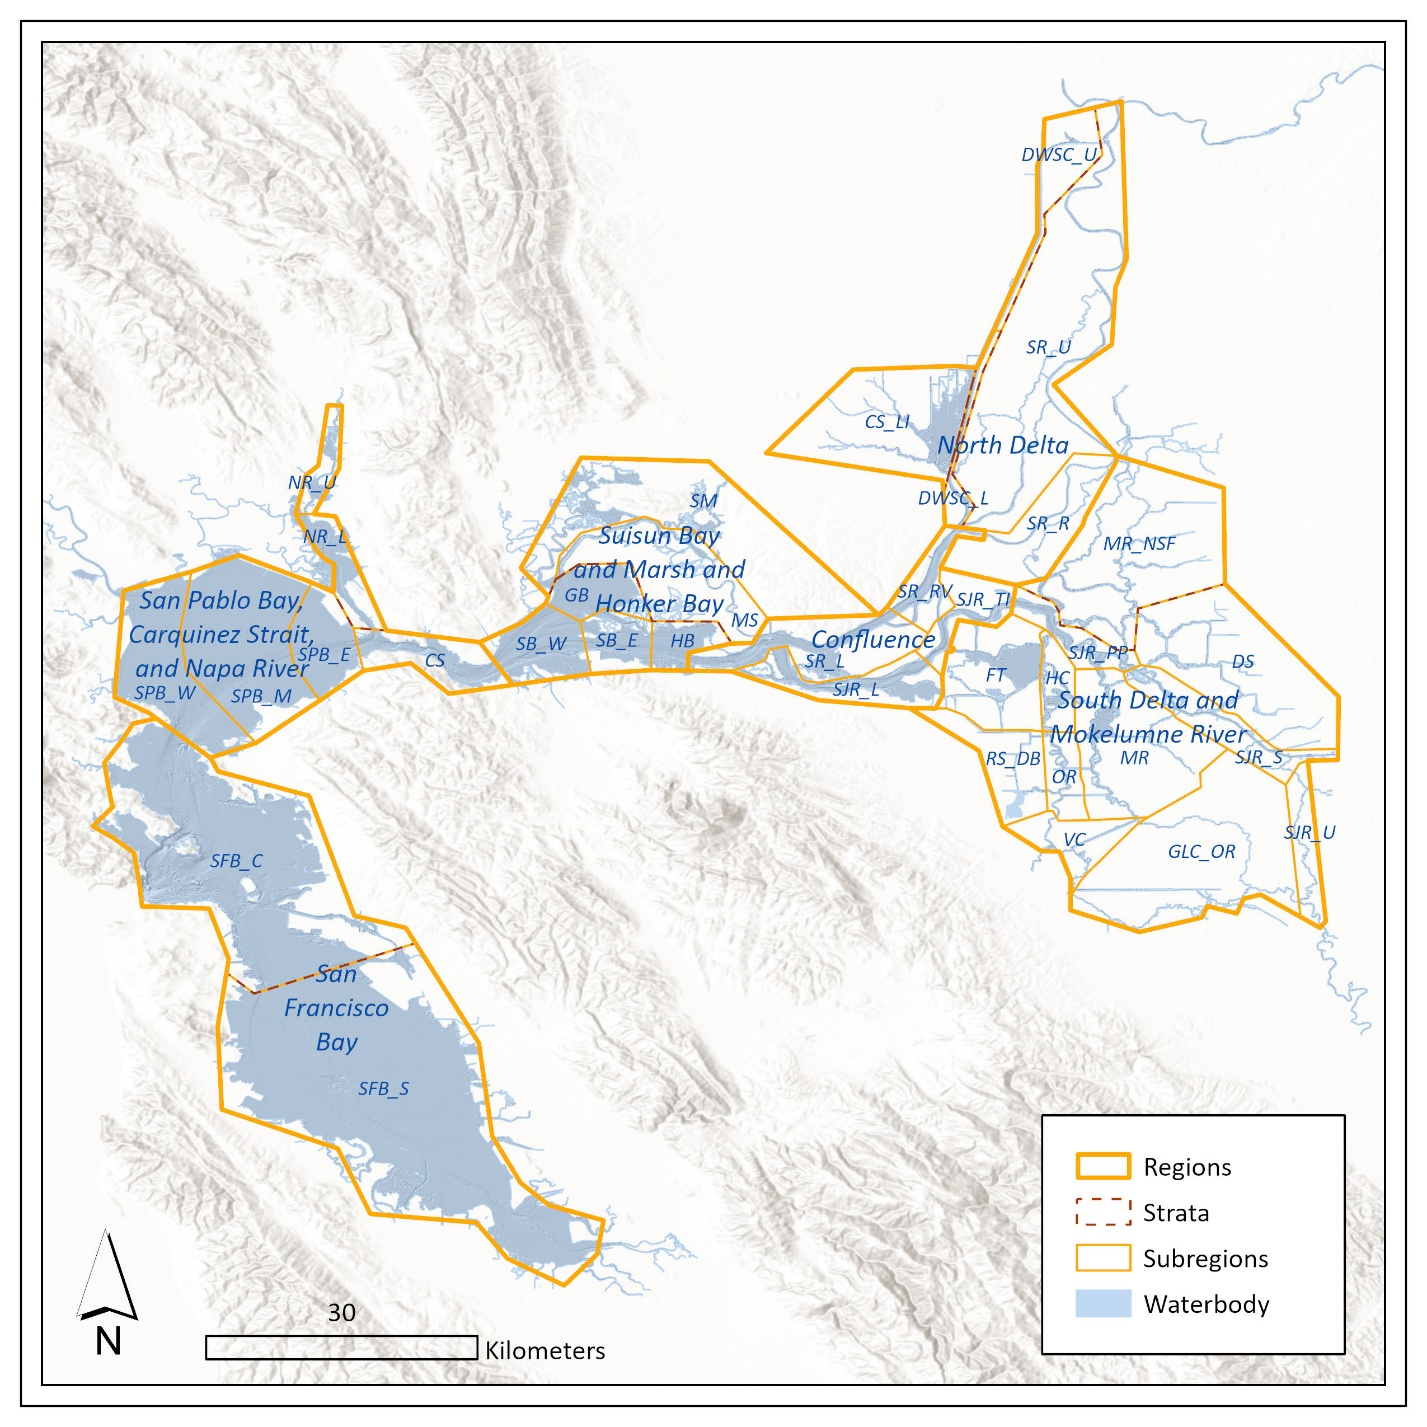 DWSC_U
SR_U
CS_LI
North Delta
DWSC_L
SR_R
MR_NSF
NR_U
NR_L
SM
Suisun Bay
and Marsh and
Honker Bay
GB
MS
SB_W
SB_E
HB
San Pablo Bay,
Carquinez Strait,
and Napa River
SPB_E
SPB_W
SPB_M
CS
SR_RV
SJR_TI
Confluence
SR_L
SJR_L
SJR_PP
DS
FT
HC
South Delta and
Mokelumne River
RS_DB
MR
SJR_S
OR
VC
GLC_OR
SJR_U
SFB_C
San
Francisco
Bay
SFB_S
Regions
Strata
Subregions
Waterbody
N
30
Kilometers